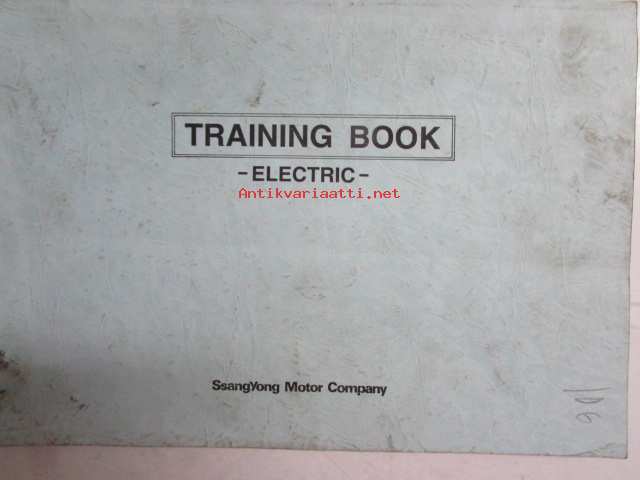 TRAINING BOOK
-ELECTRIC-
Antikvariaatti.net
SsangYong Motor Company